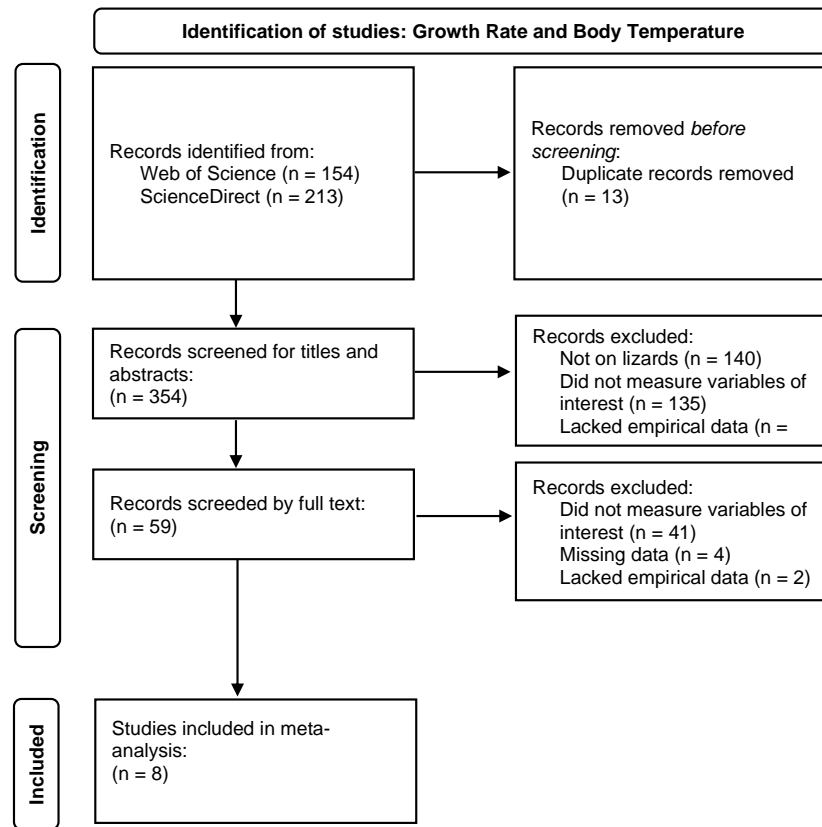 Identification of studies: Growth Rate and Body Temperature
Identification
Records identified from:
Web of Science (n = 154)
ScienceDirect (n = 213)
Records removed before
screening:
Duplicate records removed
(n = 13)
Screening
Records screened for titles and
abstracts:
(n = 354)
Records excluded:
Not on lizards (n = 140)
Did not measure variables of
interest (n = 135)
Lacked empirical data (n =
Records screeded by full text:
(n = 59)
Records excluded:
Did not measure variables of
interest (n = 41)
Missing data (n = 4)
Lacked empirical data (n = 2)
Included
Studies included in meta-
analysis:
(n = 8)